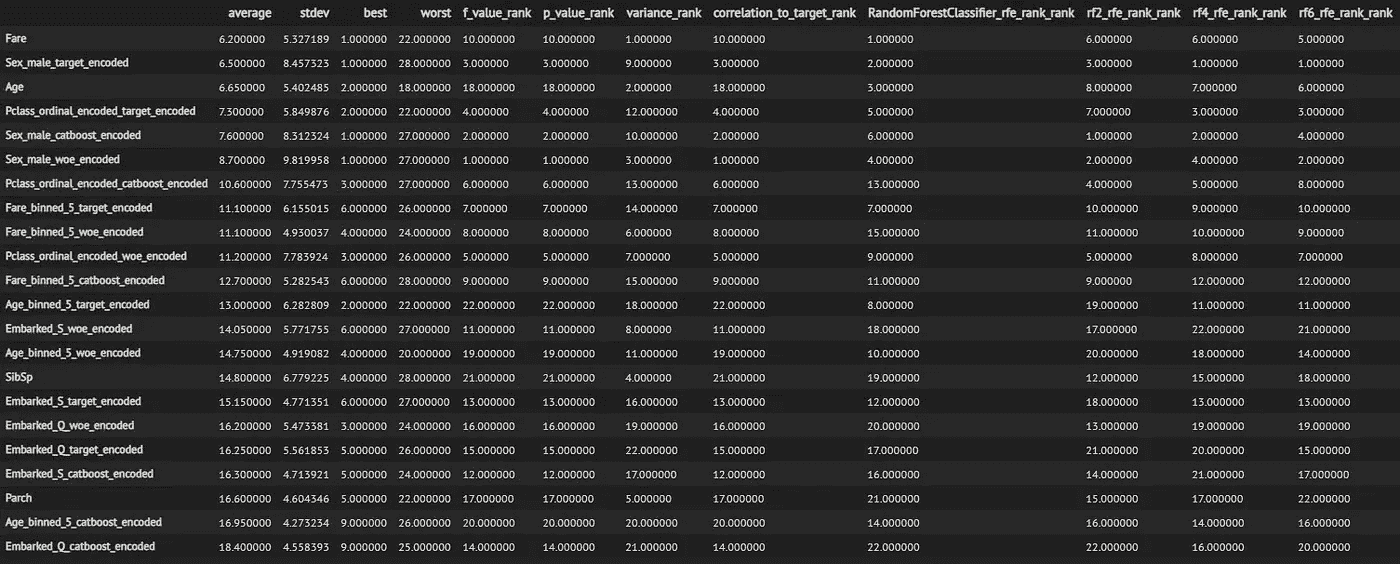 average stdev best worst f_value_rank p_value_rank variance_rank correlation_to_target_rank RandomForestClassifier_rfe_rank_rank rf2_rfe_rank_rank rf4_rfe_rank_rank rf6_rfe_rank_rank
Fare 6.200000 5.327189 1.000000 22.000000 10.000000 10.000000 1.000000 10.000000 1.000000 6.000000 6.000000 5.000000
Sex_male_target_encoded 6.500000 8.457323 1.000000 28.000000 3.000000 3.000000 9.000000 3.000000 2.000000 3.000000 1.000000 1.000000
Age 6.650000 5.402485 2.000000 18.000000 18.000000 18.000000 2.000000 18.000000 3.000000 8.000000 7.000000 6.000000
Pclass_ordinal_encoded_target_encoded 7.300000 5.849876 2.000000 22.000000 4.000000 4.000000 12.000000 4.000000 5.000000 7.000000 3.000000 3.000000
Sex_male_catboost_encoded 7.600000 8.312324 1.000000 27.000000 2.000000 2.000000 10.000000 2.000000 6.000000 1.000000 2.000000 4.000000
Sex_male_woe_encoded 8.700000 9.819958 1.000000 27.000000 1.000000 1.000000 3.000000 1.000000 4.000000 2.000000 4.000000 2.000000
Pclass_ordinal_encoded_catboost_encoded 10.600000 7.755473 3.000000 27.000000 6.000000 6.000000 13.000000 6.000000 13.000000 4.000000 5.000000 8.000000
Fare_binned_5_target_encoded 11.100000 6.155015 6.000000 26.000000 7.000000 7.000000 14.000000 7.000000 7.000000 10.000000 9.000000 10.000000
Fare_binned_5_woe_encoded 11.100000 4.930037 4.000000 24.000000 8.000000 8.000000 6.000000 8.000000 15.000000 11.000000 10.000000 9.000000
Pclass_ordinal_encoded_woe_encoded 11.200000 7.783924 3.000000 26.000000 5.000000 5.000000 7.000000 5.000000 9.000000 5.000000 8.000000 7.000000
Fare_binned_5_catboost_encoded 12.700000 5.282543 6.000000 28.000000 9.000000 9.000000 15.000000 9.000000 11.000000 9.000000 12.000000 12.000000
Age_binned_5_target_encoded 13.000000 6.282809 2.000000 22.000000 22.000000 22.000000 18.000000 22.000000 8.000000 19.000000 11.000000 11.000000
Embarked_S_woe_encoded 14.050000 5.771755 6.000000 27.000000 11.000000 11.000000 8.000000 11.000000 18.000000 17.000000 22.000000 21.000000
Age_binned_5_woe_encoded 14.750000 4.919082 4.000000 20.000000 19.000000 19.000000 11.000000 19.000000 10.000000 20.000000 18.000000 14.000000
SibSp 14.800000 6.779225 4.000000 28.000000 21.000000 21.000000 4.000000 21.000000 19.000000 12.000000 15.000000 18.000000
Embarked_S_target_encoded 15.150000 4.771351 6.000000 27.000000 13.000000 13.000000 16.000000 13.000000 12.000000 18.000000 13.000000 13.000000
Embarked_Q_woe_encoded 16.200000 5.473381 3.000000 24.000000 16.000000 16.000000 19.000000 16.000000 20.000000 13.000000 19.000000 19.000000
Embarked_Q_target_encoded 16.250000 5.561853 5.000000 26.000000 15.000000 15.000000 22.000000 15.000000 17.000000 21.000000 20.000000 15.000000
Embarked_S_catboost_encoded 16.300000 4.713921 5.000000 24.000000 12.000000 12.000000 17.000000 12.000000 16.000000 14.000000 21.000000 17.000000
Parch 16.600000 4.604346 5.000000 22.000000 17.000000 17.000000 5.000000 17.000000 21.000000 15.000000 17.000000 22.000000
Age_binned_5_catboost_encoded 16.950000 4.273234 9.000000 26.000000 20.000000 20.000000 20.000000 20.000000 14.000000 16.000000 14.000000 16.000000
Embarked_Q_catboost_encoded 18.400000 4.558393 9.000000 25.000000 14.000000 14.000000 21.000000 14.000000 22.000000 22.000000 16.000000 20.000000